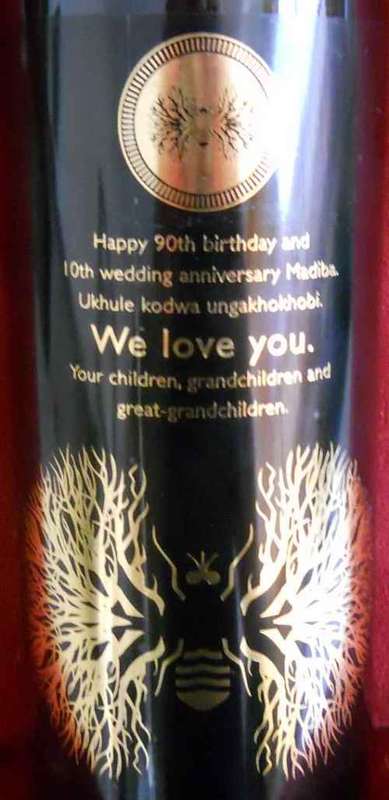 Happy 90th birthday and
10th wedding anniversary Madiba.
Ukhule kodwa ungakhokhobi.
We love you.
Your children, grandchildren and
great-grandchildren.